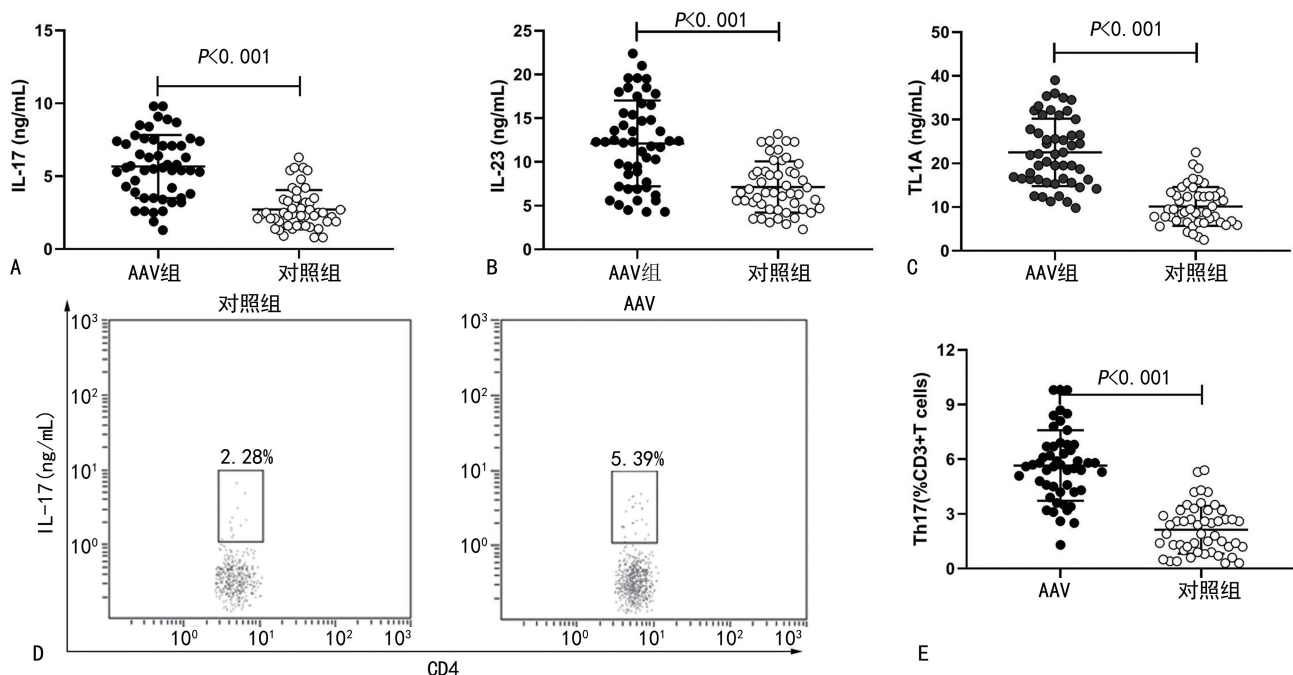 15
10
5
0
IL-17 (ng/mL)
P<0.001
AAV组
对照组
A
25
20
15
10
5
0
IL-23 (ng/mL)
P<0.001
AAV组
对照组
B
50
40
30
20
10
0
TL1A (ng/mL)
P<0.001
AAV组
对照组
C
对照组
10³
10²
10¹
10⁰
IL-17(ng/mL)
2.28%
10⁰
10¹
10²
10³
AAV
10³
10²
10¹
10⁰
5.39%
10⁰
10¹
10²
10³
CD4
D
12
9
6
3
0
Th17(%CD3+T cells)
P<0.001
AAV
对照组
E